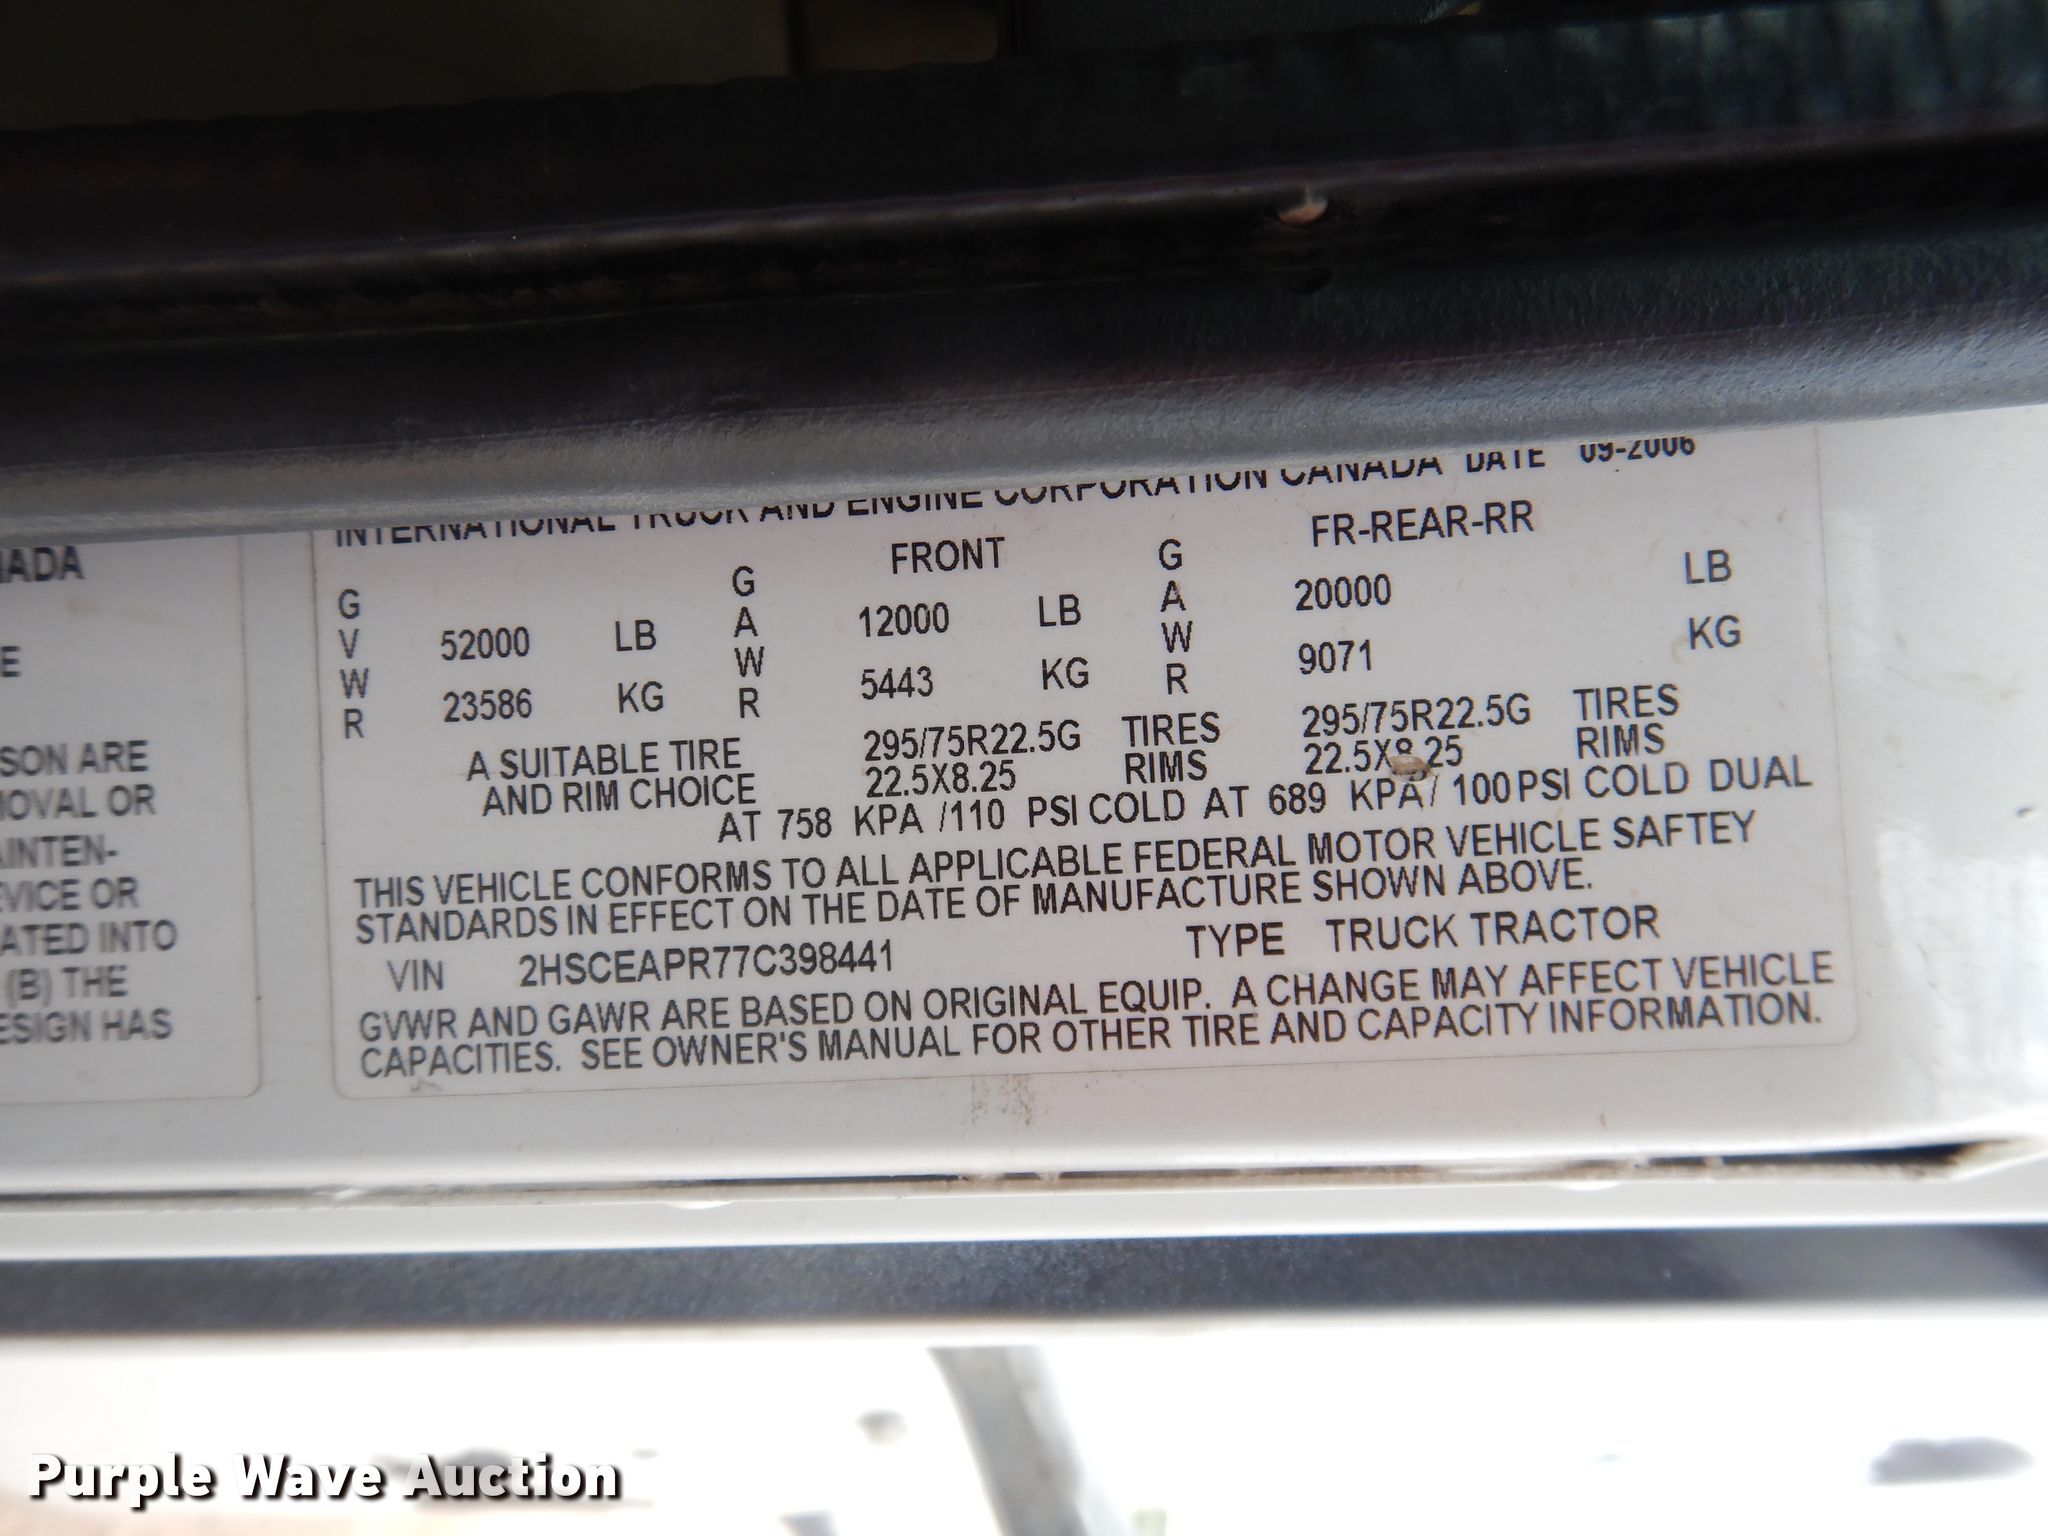 INTERNATIONAL TRUCK AND ENGINE CORPORATION CANADA DATE 09-2006
FRONT FR-REAR-RR
GVWR 52000 LB GAWR 12000 LB GAWR 20000 LB
23586 KG 5443 KG 9071 KG
A SUITABLE TIRE 295/75R22.5G TIRES 295/75R22.5G TIRES
AND RIM CHOICE 22.5X8.25 RIMS 22.5X8.25 RIMS
AT 758 KPA /110 PSI COLD AT 689 KPA/ 100 PSI COLD DUAL
THIS VEHICLE CONFORMS TO ALL APPLICABLE FEDERAL MOTOR VEHICLE SAFTEY
STANDARDS IN EFFECT ON THE DATE OF MANUFACTURE SHOWN ABOVE.
VIN 2HSCEAPR77C398441 TYPE TRUCK TRACTOR
GVWR AND GAWR ARE BASED ON ORIGINAL EQUIP. A CHANGE MAY AFFECT VEHICLE
CAPACITIES. SEE OWNER'S MANUAL FOR OTHER TIRE AND CAPACITY INFORMATION.
NADA
E
SON ARE
MOVAL OR
AINTEN-
EVICE OR
ATED INTO
(B) THE
ESIGN HAS
Purple Wave Auction